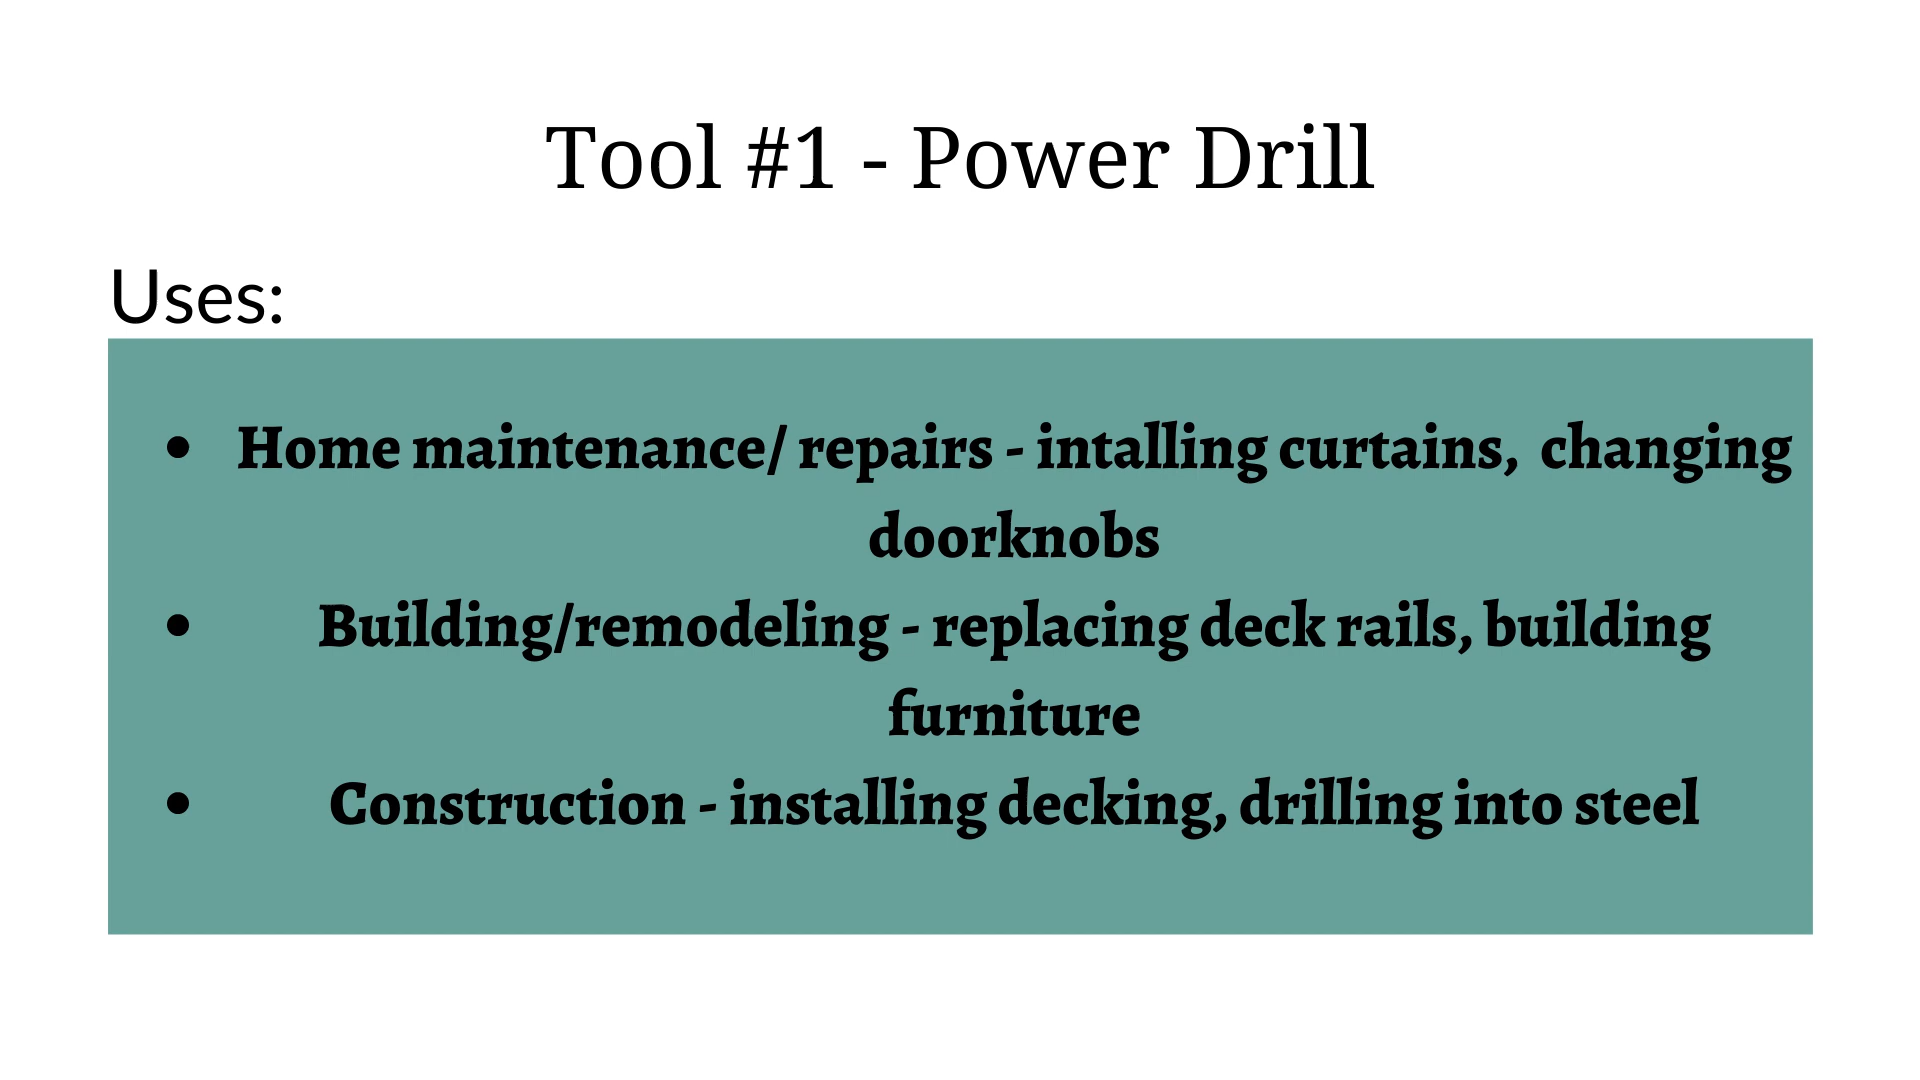 Tool #1 - Power Drill
Uses:
• Home maintenance/ repairs - intalling curtains,  changing
doorknobs
• Building/remodeling - replacing deck rails, building
furniture
• Construction - installing decking, drilling into steel